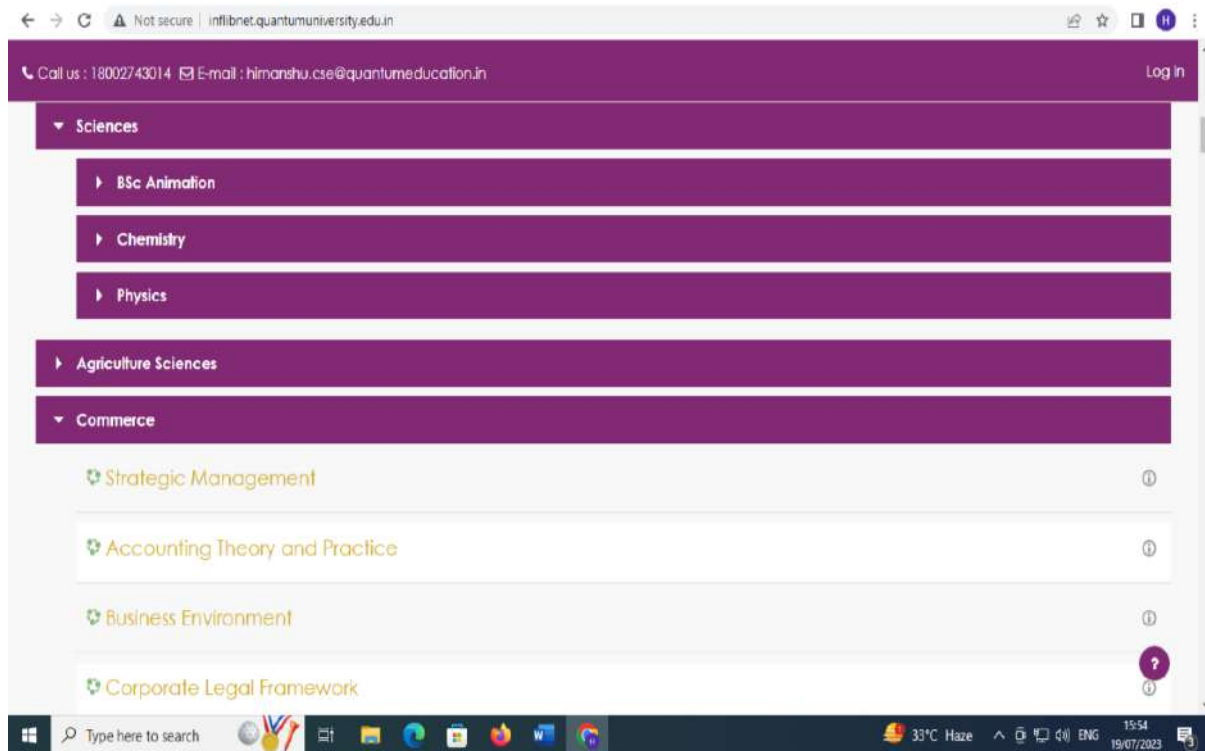 Not secure | inflibnet.quantumuniversity.edu.in
H
Call us : 18002743014 E-mail : himanshu.cse@quantumeducation.in
Log in
Sciences
BSc Animation
Chemistry
Physics
Agriculture Sciences
Commerce
Strategic Management
Accounting Theory and Practice
Business Environment
Corporate Legal Framework
?
Type here to search
33°C Haze
ENG
15:54
19/07/2023